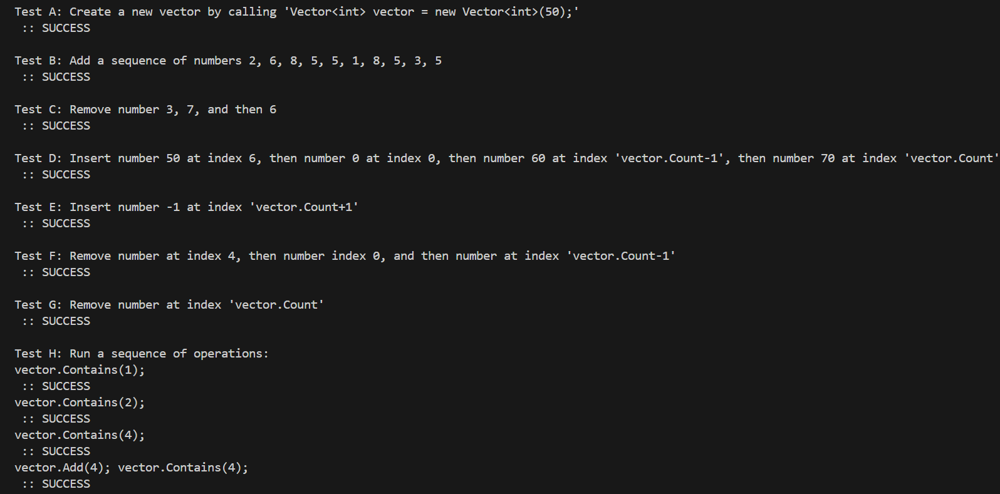 Test A: Create a new vector by calling 'Vector<int> vector = new Vector<int>(50);'
 :: SUCCESS
Test B: Add a sequence of numbers 2, 6, 8, 5, 5, 1, 8, 5, 3, 5
 :: SUCCESS
Test C: Remove number 3, 7, and then 6
 :: SUCCESS
Test D: Insert number 50 at index 6, then number 0 at index 0, then number 60 at index 'vector.Count-1', then number 70 at index 'vector.Count'
 :: SUCCESS
Test E: Insert number -1 at index 'vector.Count+1'
 :: SUCCESS
Test F: Remove number at index 4, then number index 0, and then number at index 'vector.Count-1'
 :: SUCCESS
Test G: Remove number at index 'vector.Count'
 :: SUCCESS
Test H: Run a sequence of operations:
vector.Contains(1);
 :: SUCCESS
vector.Contains(2);
 :: SUCCESS
vector.Contains(4);
 :: SUCCESS
vector.Add(4); vector.Contains(4);
 :: SUCCESS